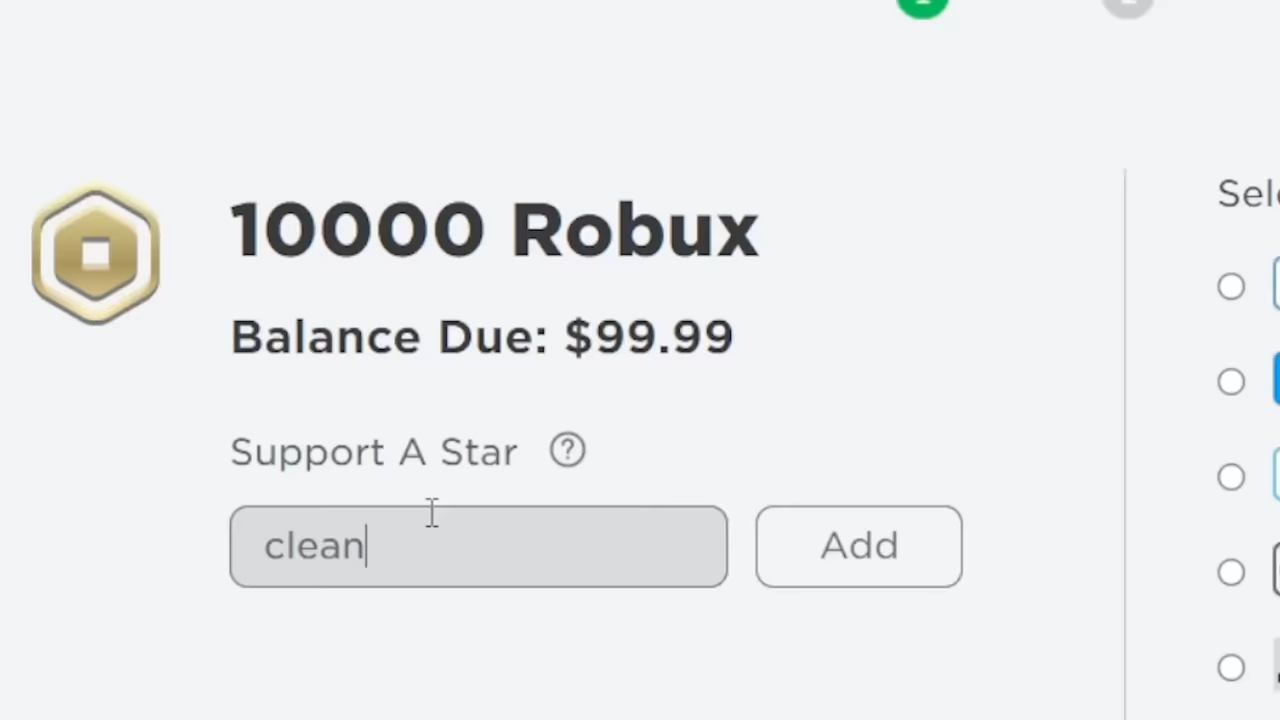 10000 Robux
Balance Due: $99.99
Support A Star ?
clean
Add